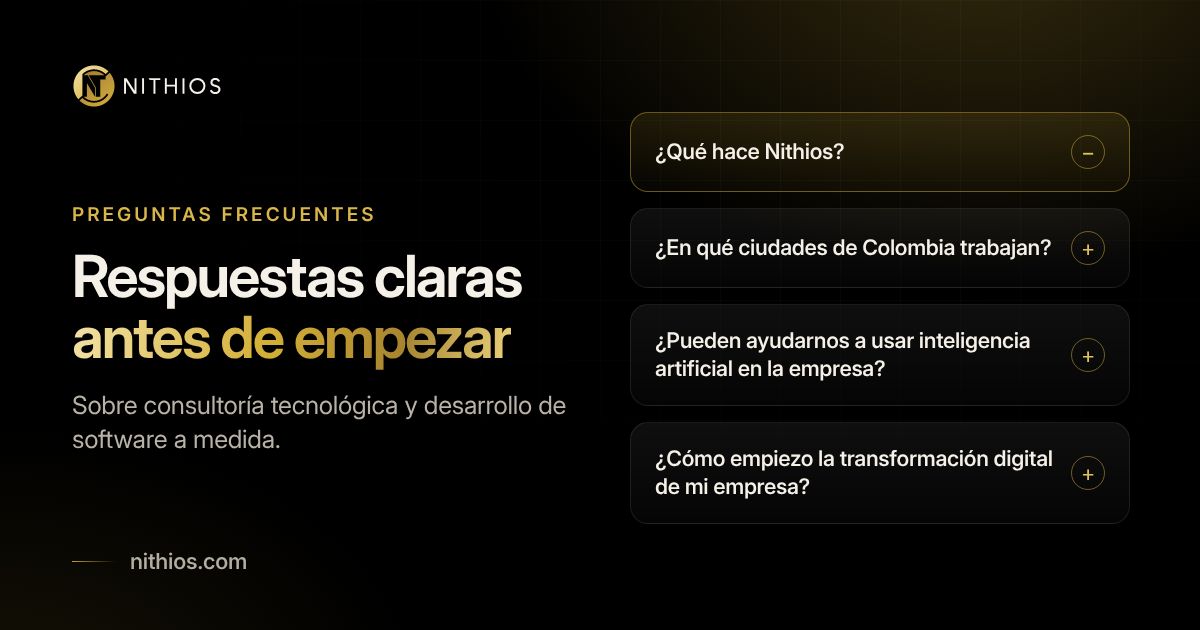 NITHIOS
PREGUNTAS FRECUENTES
Respuestas claras
antes de empezar
Sobre consultoría tecnológica y desarrollo de
software a medida.
nithios.com
¿Qué hace Nithios?
¿En qué ciudades de Colombia trabajan?
¿Pueden ayudarnos a usar inteligencia
artificial en la empresa?
¿Cómo empiezo la transformación digital
de mi empresa?